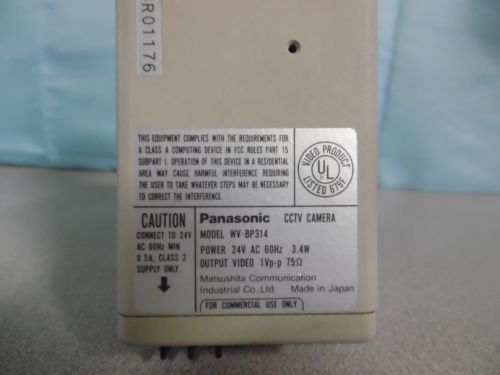 R01176
THIS EQUIPMENT COMPLIES WITH THE REQUIREMENTS FOR
A CLASS A COMPUTING DEVICE IN FCC RULES PART 15
SUBPART J. OPERATION OF THIS DEVICE IN A RESIDENTIAL
AREA MAY CAUSE HARMFUL INTERFERENCE REQUIRING
THE USER TO TAKE WHATEVER STEPS MAY BE NECESSARY
TO CORRECT THE INTERFERENCE.
VIDEO PRODUCT
UL
LISTED 679F
CAUTION
CONNECT TO 24V
AC 60Hz MIN
0.5A, CLASS 2
SUPPLY ONLY.
Panasonic CCTV CAMERA
MODEL WV-BP314
POWER 24V AC 60Hz 3.4W
OUTPUT VIDEO 1Vp-p 75Ω
Matsushita Communication
Industrial Co.,Ltd. Made in Japan
FOR COMMERCIAL USE ONLY